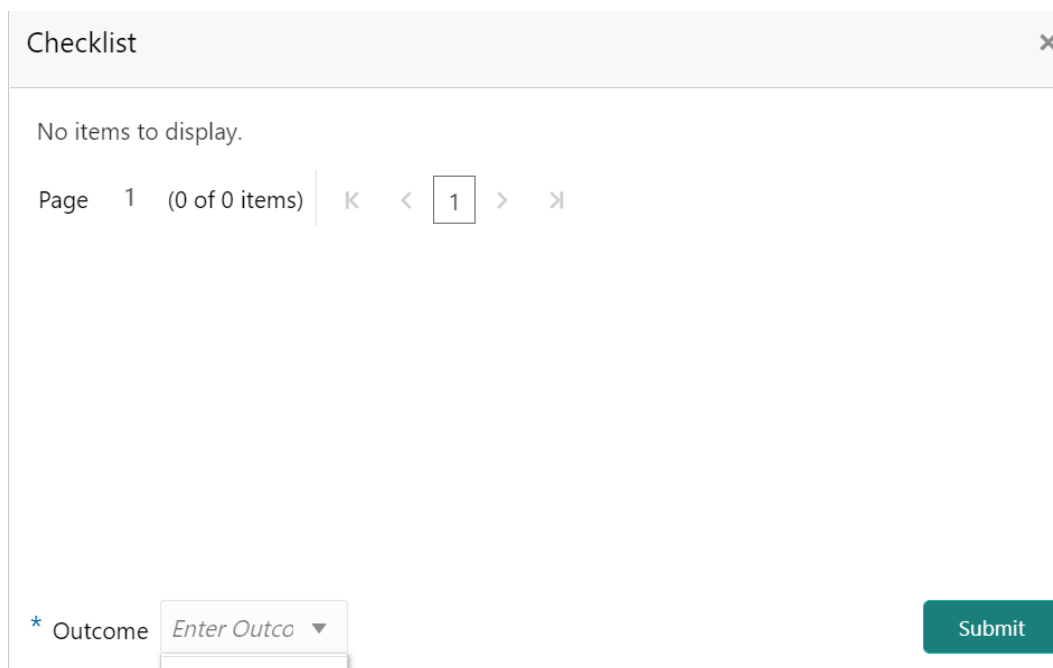 Checklist
No items to display.
Page 1 (0 of 0 items) 1
* Outcome Enter Outco Submit